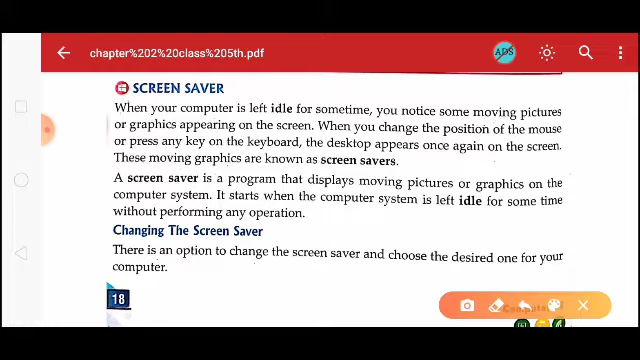 chapter%202%20class%205th.pdf
ADS
SCREEN SAVER
When your computer is left idle for sometime, you notice some moving pictures
or graphics appearing on the screen. When you change the position of the mouse
or press any key on the keyboard, the desktop appears once again on the screen.
These moving graphics are known as screen savers.
A screen saver is a program that displays moving pictures or graphics on the
computer system. It starts when the computer system is left idle for some time
without performing any operation.
Changing The Screen Saver
There is an option to change the screen saver and choose the desired one for your
computer.
18